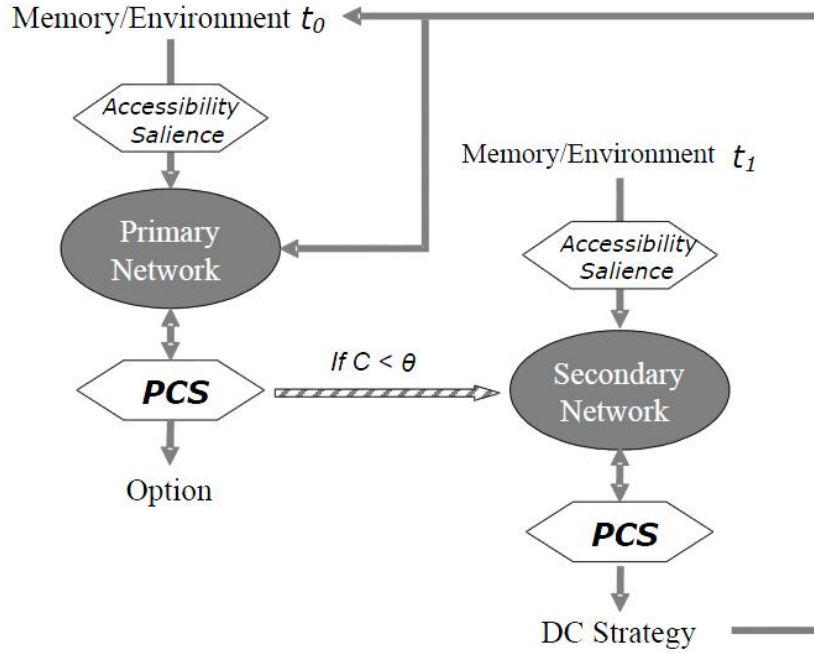 Memory/Environment t0
Accessibility
Salience
Primary
Network
PCS
Option
If C < θ
Memory/Environment t1
Accessibility
Salience
Secondary
Network
PCS
DC Strategy